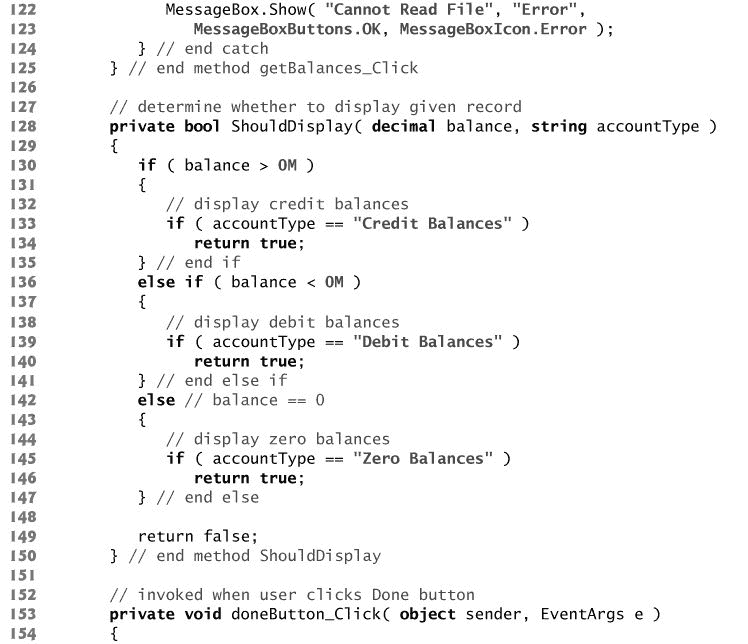 122 MessageBox.Show( "Cannot Read File", "Error",
123 MessageBoxButtons.OK, MessageBoxIcon.Error );
124 } // end catch
125 } // end method getBalances_Click
126
127 // determine whether to display given record
128 private bool ShouldDisplay( decimal balance, string accountType )
129 {
130 if ( balance > 0M )
131 {
132 // display credit balances
133 if ( accountType == "Credit Balances" )
134 return true;
135 } // end if
136 else if ( balance < 0M )
137 {
138 // display debit balances
139 if ( accountType == "Debit Balances" )
140 return true;
141 } // end else if
142 else // balance == 0
143 {
144 // display zero balances
145 if ( accountType == "Zero Balances" )
146 return true;
147 } // end else
148
149 return false;
150 } // end method ShouldDisplay
151
152 // invoked when user clicks Done button
153 private void doneButton_Click( object sender, EventArgs e )
154 {